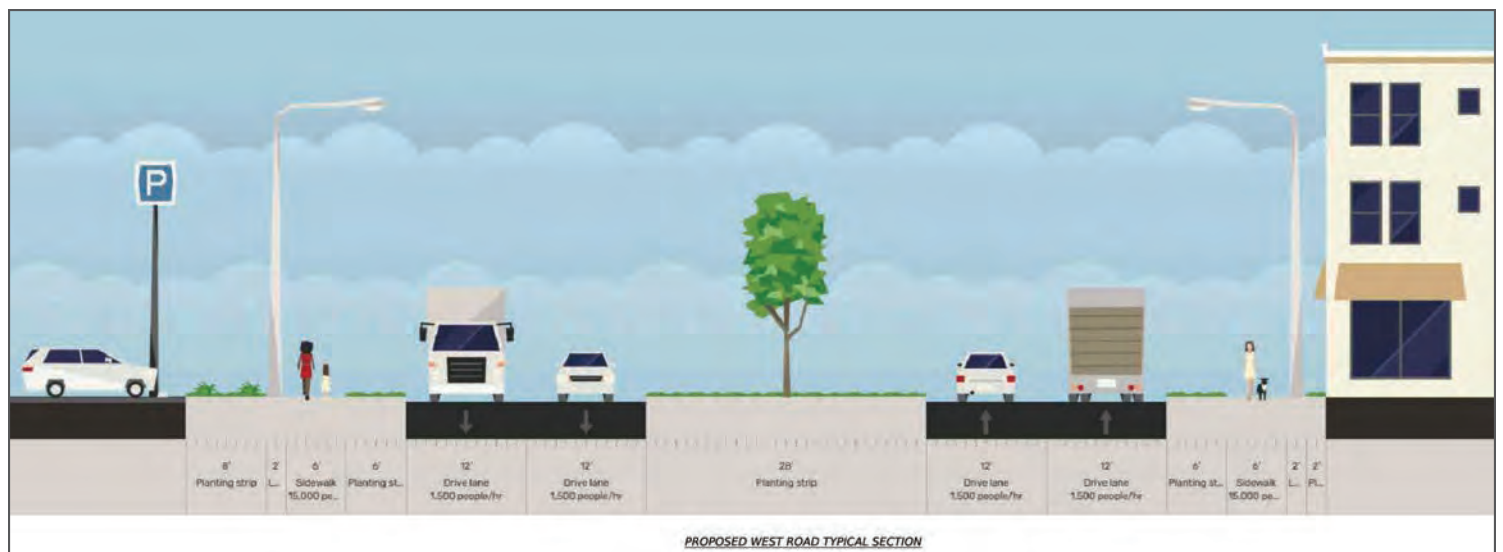 P
8'
Planting strip
2'
L...
6'
Sidewalk
15,000 pe...
6'
Planting st...
12'
Drive lane
1,500 people/hr
12'
Drive lane
1,500 people/hr
28'
Planting strip
12'
Drive lane
1,500 people/hr
12'
Drive lane
1,500 people/hr
6'
Planting st...
6'
Sidewalk
15,000 pe...
2'
L...
2'
Pl...
PROPOSED WEST ROAD TYPICAL SECTION